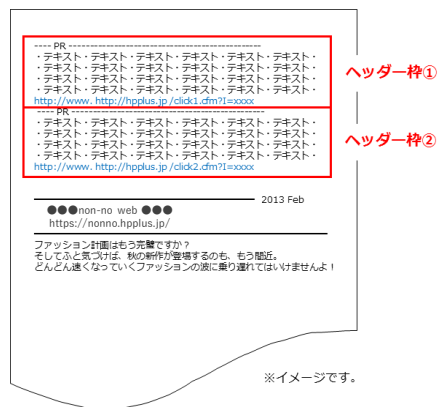 ---- PR ------------------------------------------------
・テキスト・テキスト・テキスト・テキスト・テキスト・テキスト・
・テキスト・テキスト・テキスト・テキスト・テキスト・テキスト・
・テキスト・テキスト・テキスト・テキスト・テキスト・テキスト・
・テキスト・テキスト・テキスト・テキスト・テキスト・テキスト・
http://www. http://hpplus.jp /click1.cfm?I=xxxx
ヘッダー枠①
---- PR ------------------------------------------------
・テキスト・テキスト・テキスト・テキスト・テキスト・テキスト・
・テキスト・テキスト・テキスト・テキスト・テキスト・テキスト・
・テキスト・テキスト・テキスト・テキスト・テキスト・テキスト・
・テキスト・テキスト・テキスト・テキスト・テキスト・テキスト・
http://www. http://hpplus.jp /click2.cfm?I=xxxx
ヘッダー枠②
2013 Feb
●●●non-no web ●●●
https://nonno.hpplus.jp/
ファッション計画はもう完璧ですか？
そしてふと気づけば、秋の新作が登場するのも、もう間近。
どんどん速くなっていくファッションの波に乗り遅れてはいけませんよ！
※イメージです。